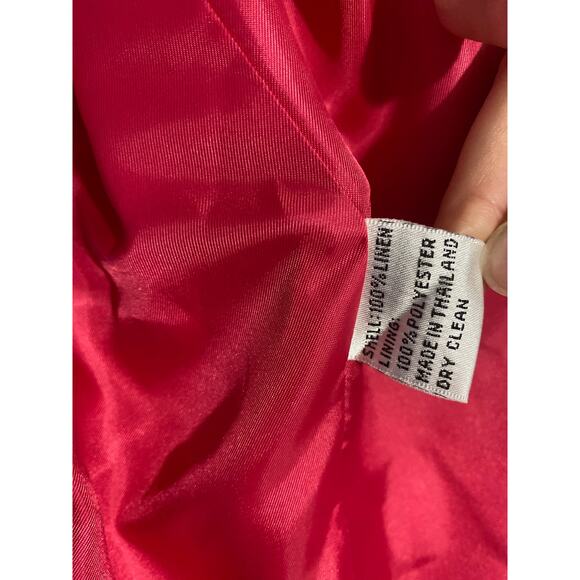 SHELL:100%LINEN
LINING:
100%POLYESTER
MADE IN THAILAND
DRY CLEAN